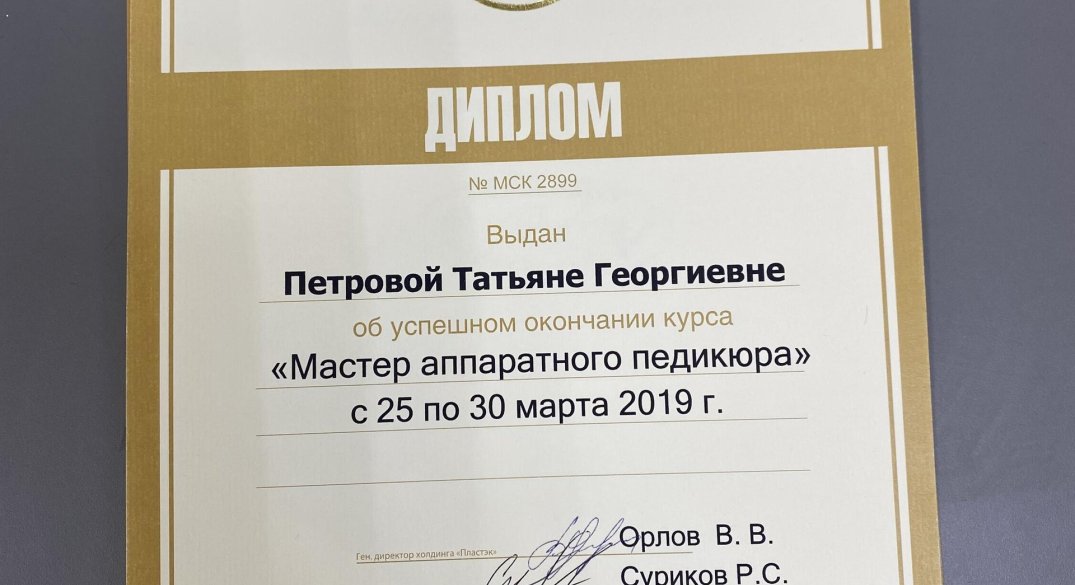 ДИПЛОМ
№ МСК 2899
Выдан
Петровой Татьяне Георгиевне
об успешном окончании курса
«Мастер аппаратного педикюра»
с 25 по 30 марта 2019 г.
Ген. директор холдинга «Пластэк»
Орлов В. В.
Суриков Р.С.